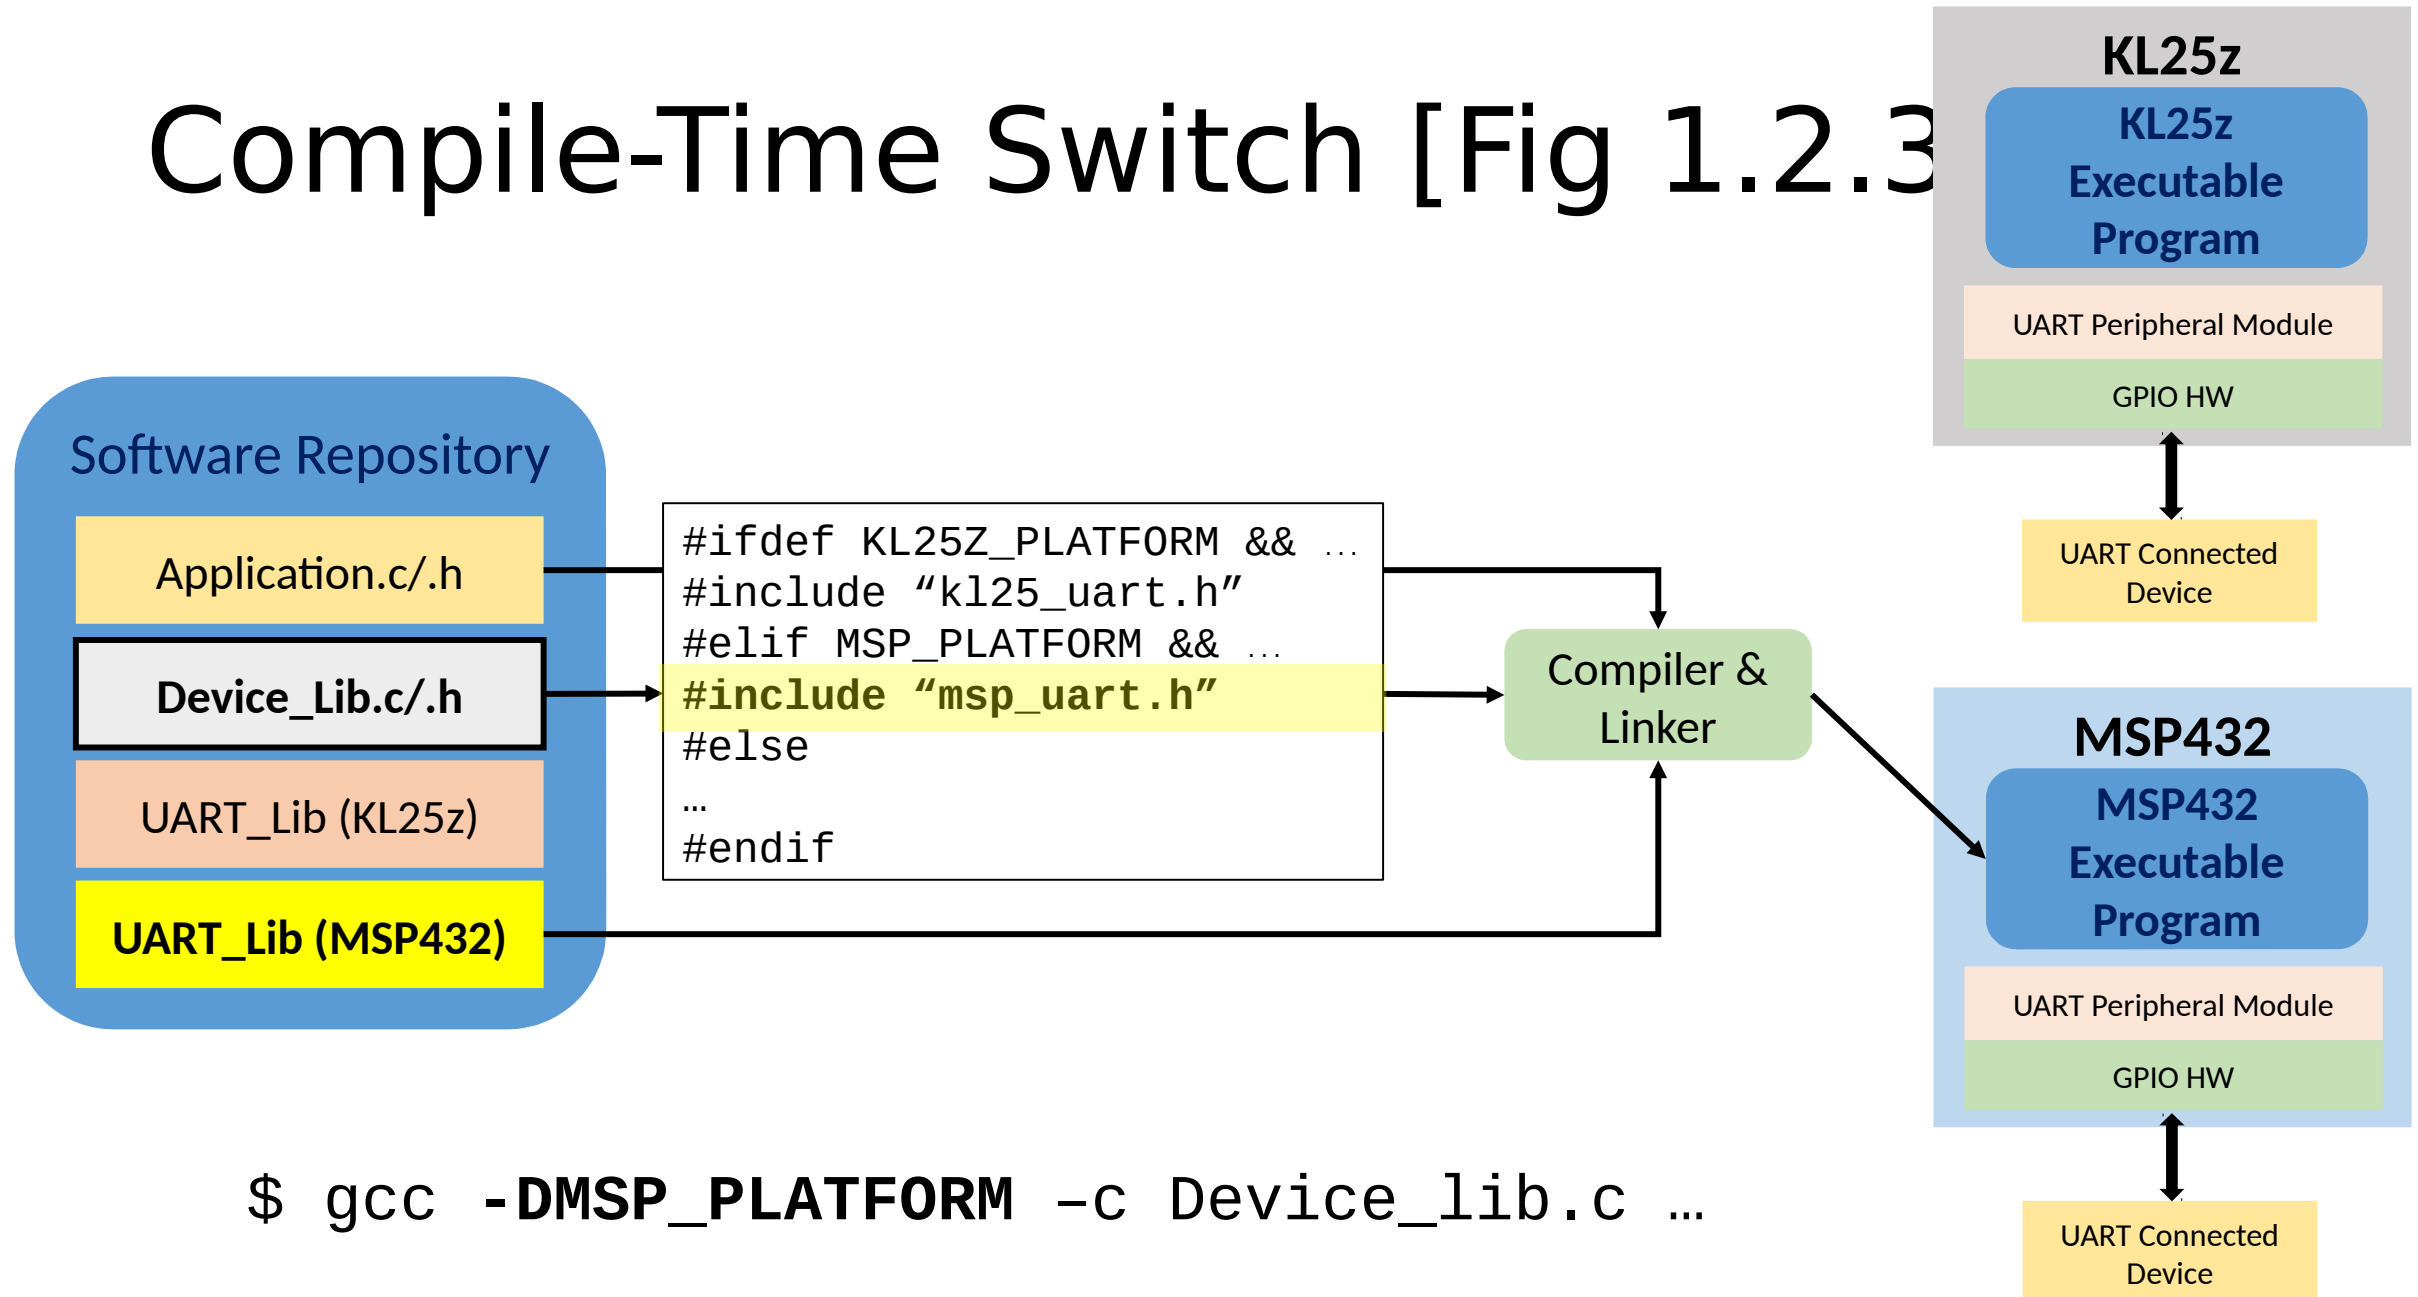 Compile-Time Switch [Fig 1.2.3
Software Repository
Application.c/.h
Device_Lib.c/.h
UART_Lib (KL25z)
UART_Lib (MSP432)
#ifdef KL25Z_PLATFORM && ...
#include “kl25_uart.h”
#elif MSP_PLATFORM && ...
#include “msp_uart.h”
#else
…
#endif
Compiler &
Linker
KL25z
KL25z
Executable
Program
UART Peripheral Module
GPIO HW
UART Connected
Device
MSP432
MSP432
Executable
Program
UART Peripheral Module
GPIO HW
UART Connected
Device
$ gcc -DMSP_PLATFORM –c Device_lib.c …